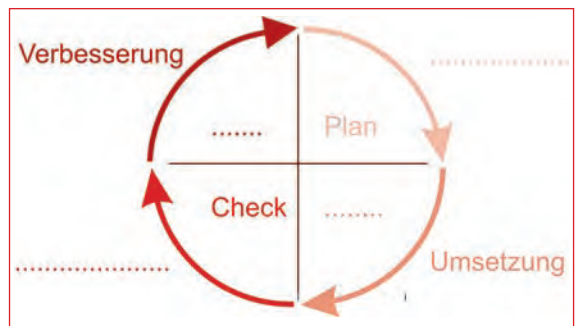 Verbesserung
....................
.......
Plan
Check
........
......................
Umsetzung